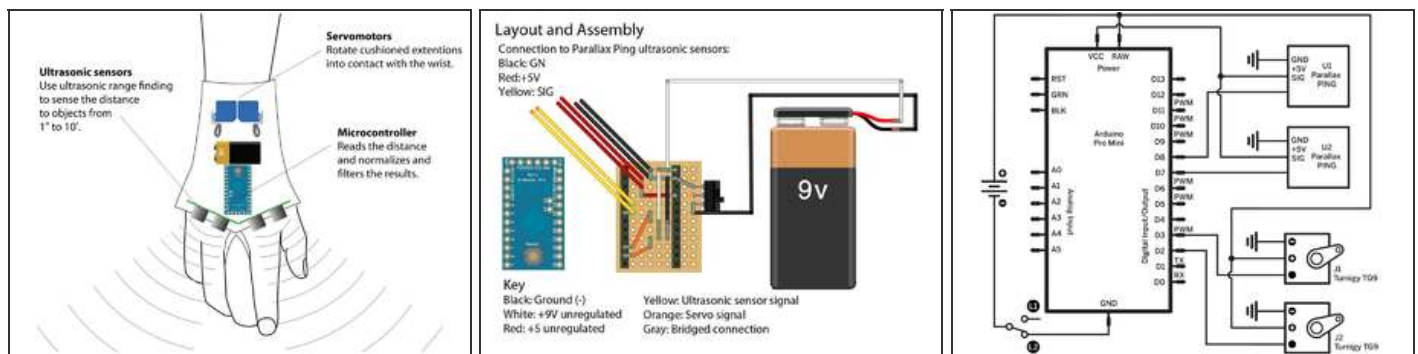 Servomotors
Rotate cushioned extentions
into contact with the wrist.
Ultrasonic sensors
Use ultrasonic range finding
to sense the distance
to objects from
1" to 10'.
Microcontroller
Reads the distance
and normalizes and
filters the results.
Layout and Assembly
Connection to Parallax Ping ultrasonic sensors:
Black: GN
Red:+5V
Yellow: SIG
9v
Key
Black: Ground (-)
White: +9V unregulated
Red: +5 unregulated
Yellow: Ultrasonic sensor signal
Orange: Servo signal
Gray: Bridged connection
VCC RAW
Power
RST
GRN
BLK
A0
A1
A2
A3
A4
A5
Analog Input
Arduino
Pro Mini
Digital Input/Output
D13
D12
PWM
D11
PWM
D10
PWM
D9
D8
D7
PWM
D6
PWM
D5
D4
PWM
D3
D2
TX
D1
RX
D0
GND
L1
L2
GND
+5V
SIG
U1
Parallax
PING
GND
+5V
SIG
U2
Parallax
PING
J1
Turnigy TG9
J2
Turnigy TG9